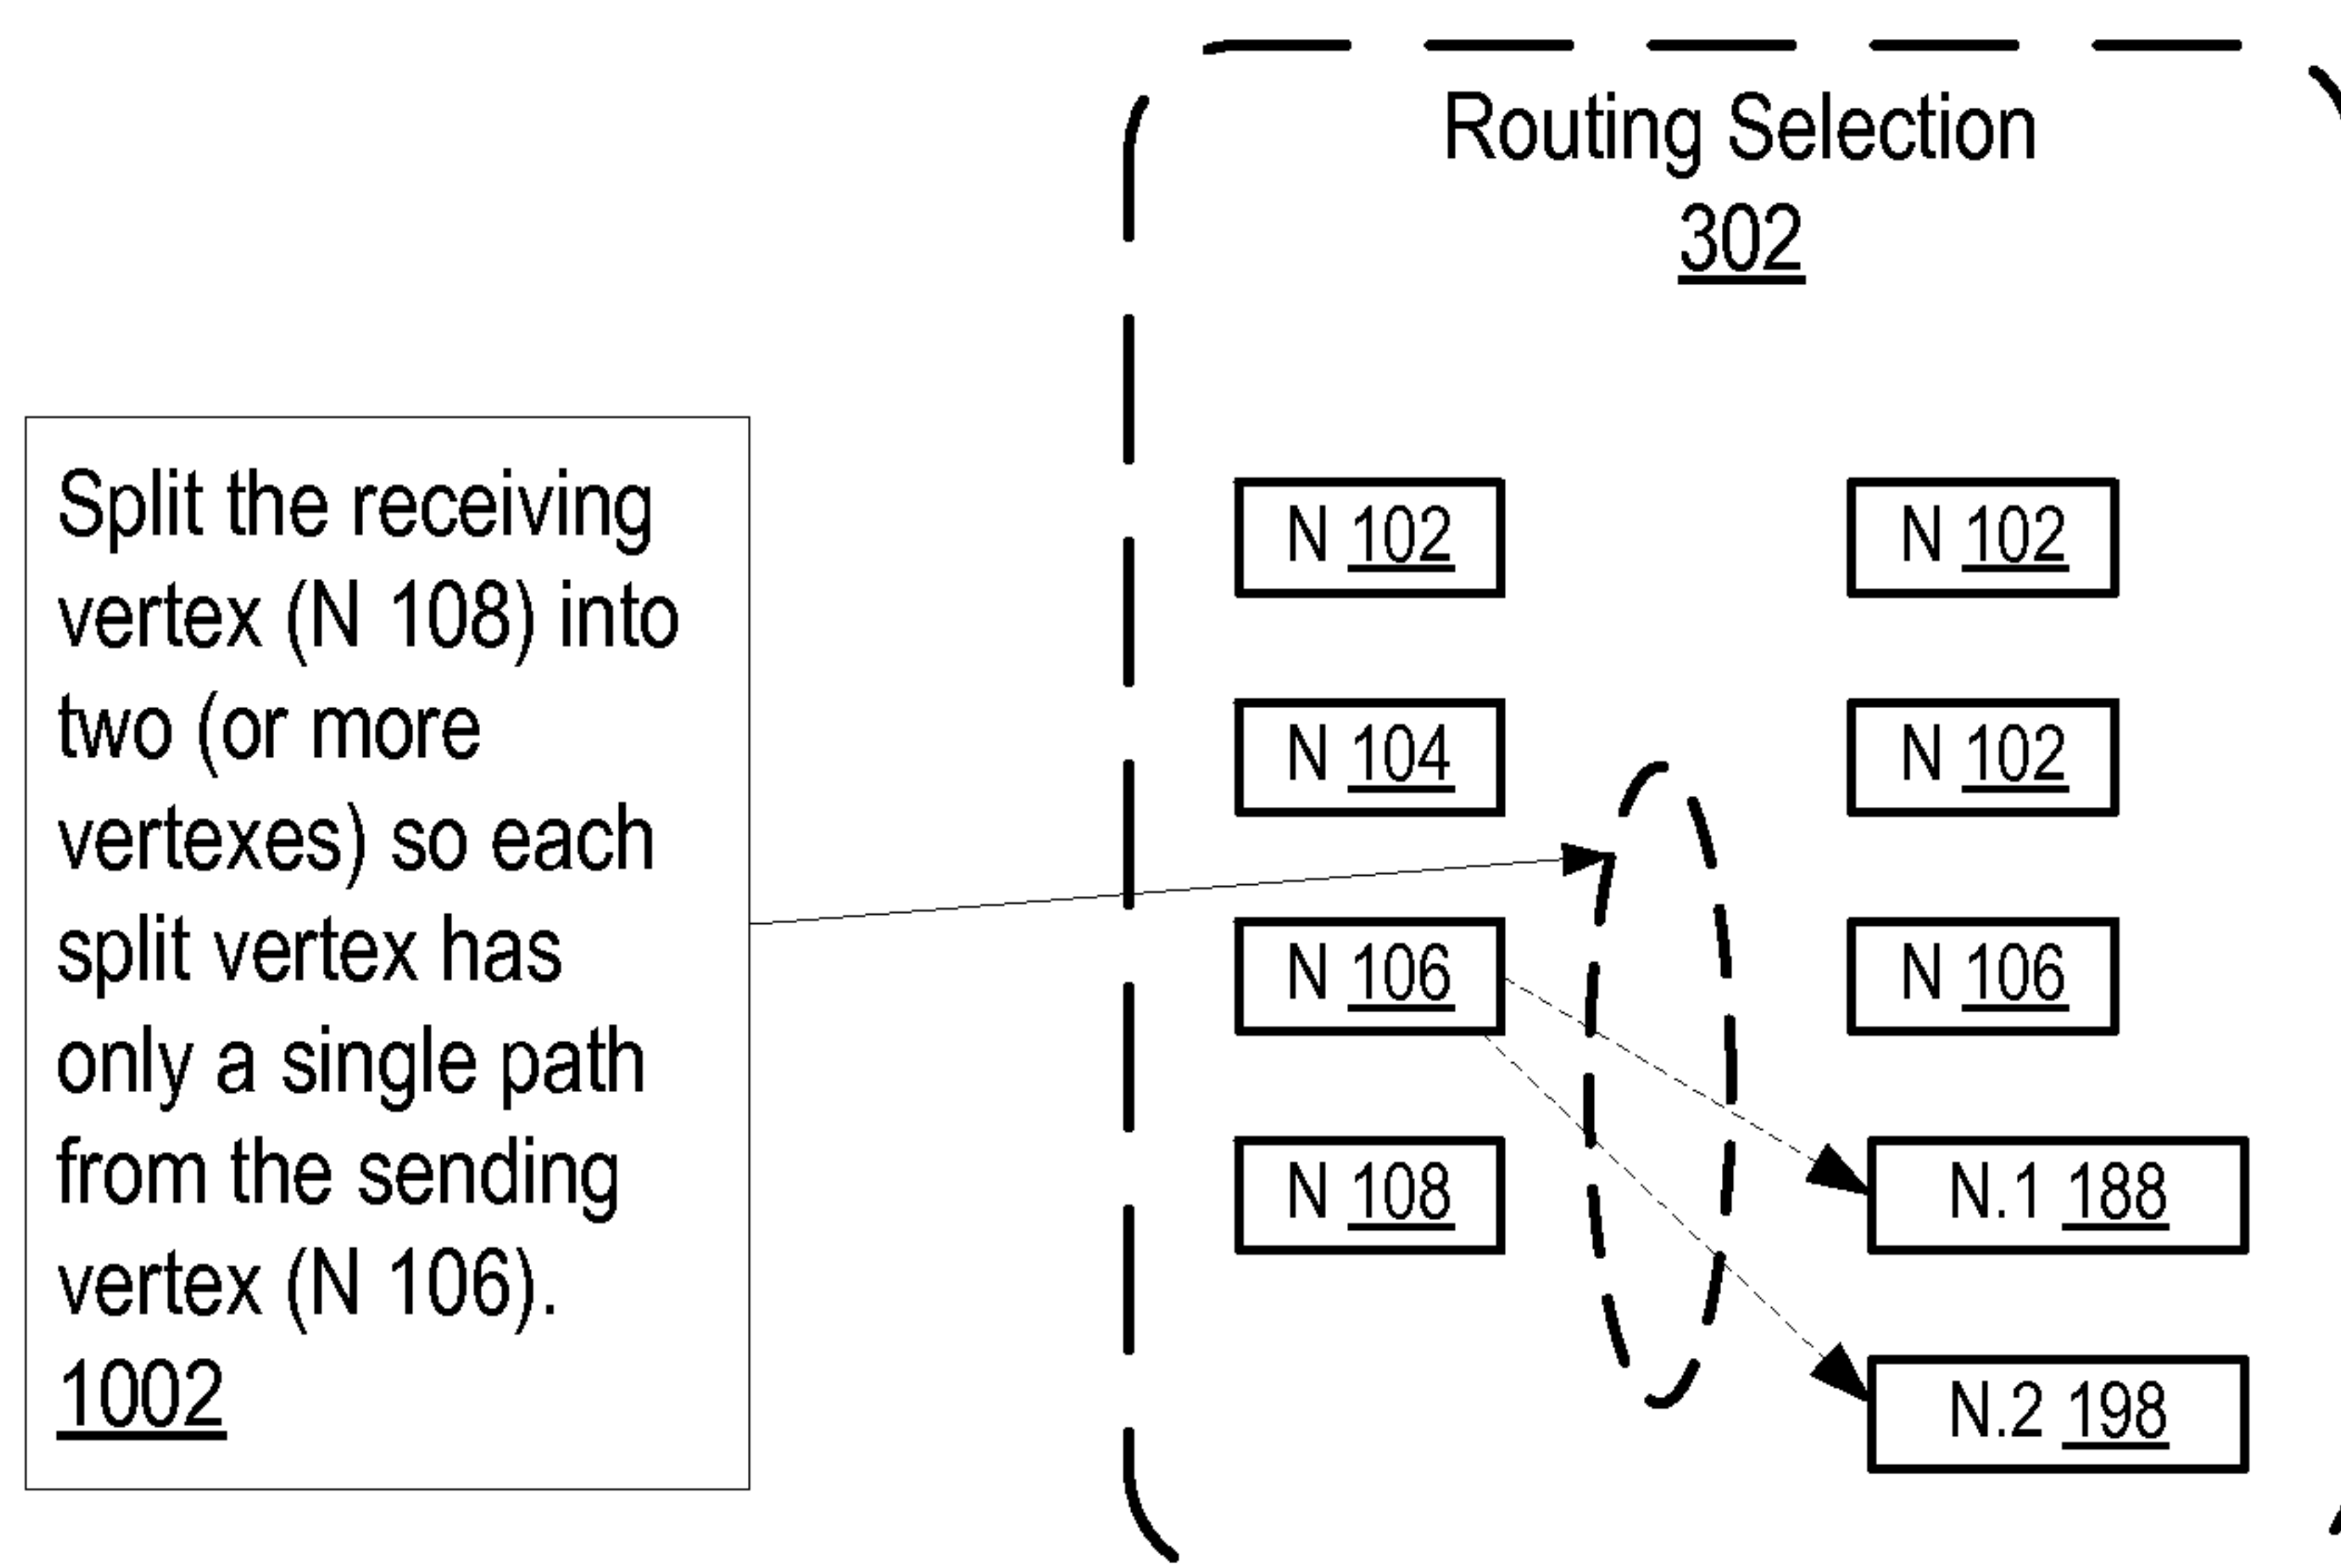 Routing Selection
302
Split the receiving
vertex (N 108) into
two (or more
vertexes) so each
split vertex has
only a single path
from the sending
vertex (N 106).
1002
N 102
N 102
N 104
N 102
N 106
N 106
N 108
N.1 188
N.2 198